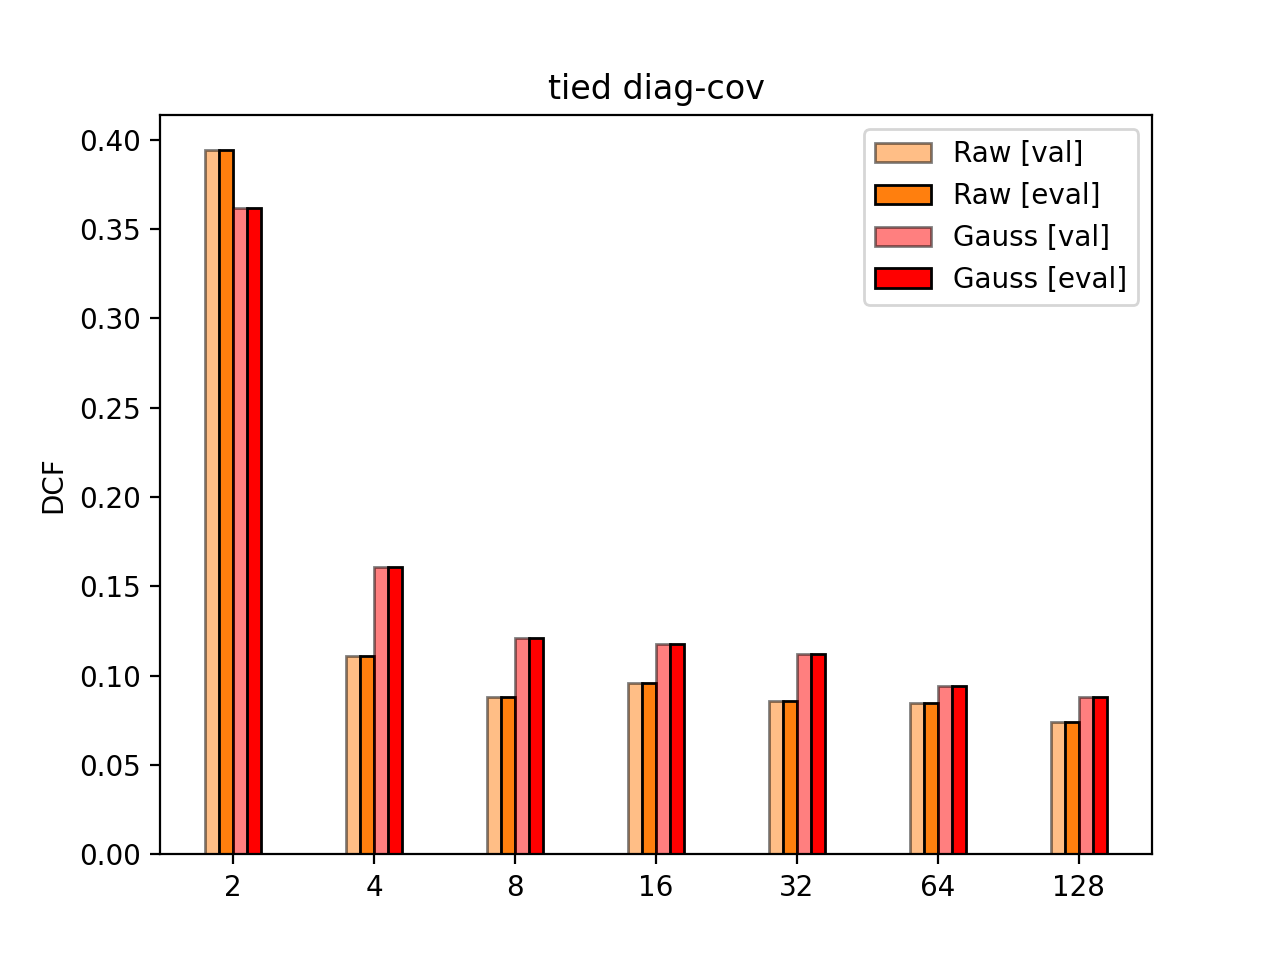 tied diag-cov
0.40
0.35
0.30
0.25
0.20
0.15
0.10
0.05
0.00
DCF
Raw [val]
Raw [eval]
Gauss [val]
Gauss [eval]
2 4 8 16 32 64 128